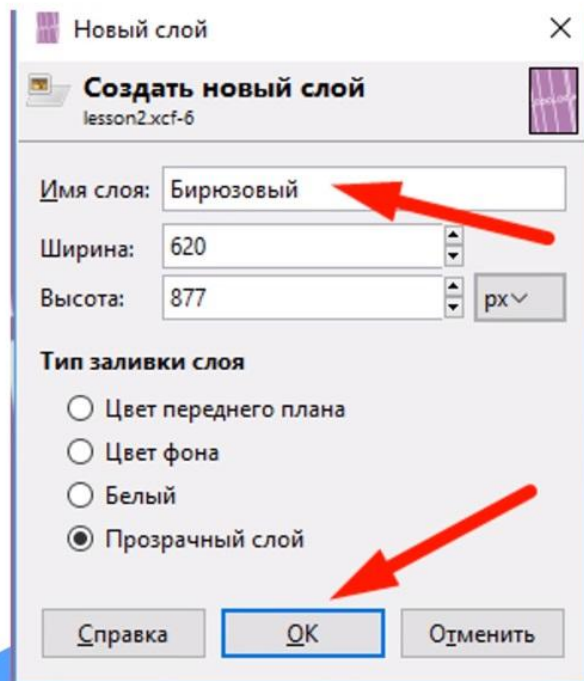 Новый слой
Создать новый слой
lesson2.xcf-6
Имя слоя: Бирюзовый
Ширина: 620
Высота: 877 px
Тип заливки слоя
Цвет переднего плана
Цвет фона
Белый
Прозрачный слой
Справка OK Отменить